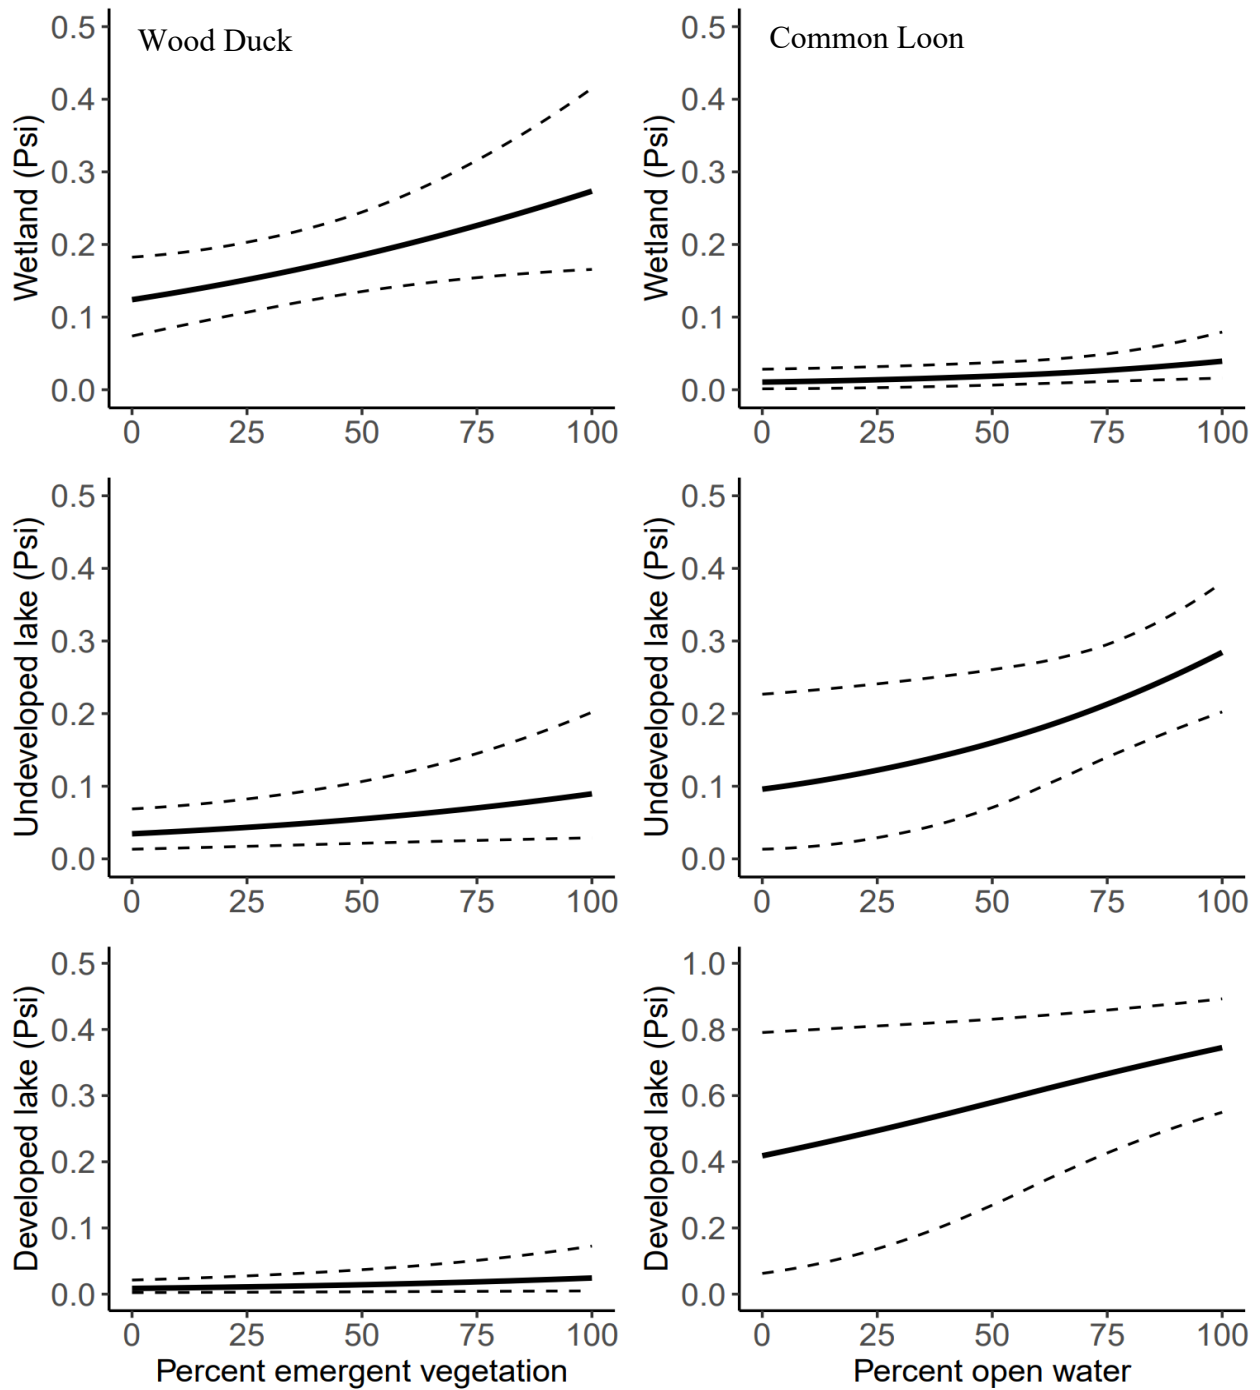 Wood Duck
Wetland (Psi)
0.5
0.4
0.3
0.2
0.1
0.0
0 25 50 75 100
Common Loon
Wetland (Psi)
0.5
0.4
0.3
0.2
0.1
0.0
0 25 50 75 100
Undeveloped lake (Psi)
0.5
0.4
0.3
0.2
0.1
0.0
0 25 50 75 100
Undeveloped lake (Psi)
0.5
0.4
0.3
0.2
0.1
0.0
0 25 50 75 100
Developed lake (Psi)
0.5
0.4
0.3
0.2
0.1
0.0
0 25 50 75 100
Percent emergent vegetation
Developed lake (Psi)
1.0
0.8
0.6
0.4
0.2
0.0
0 25 50 75 100
Percent open water